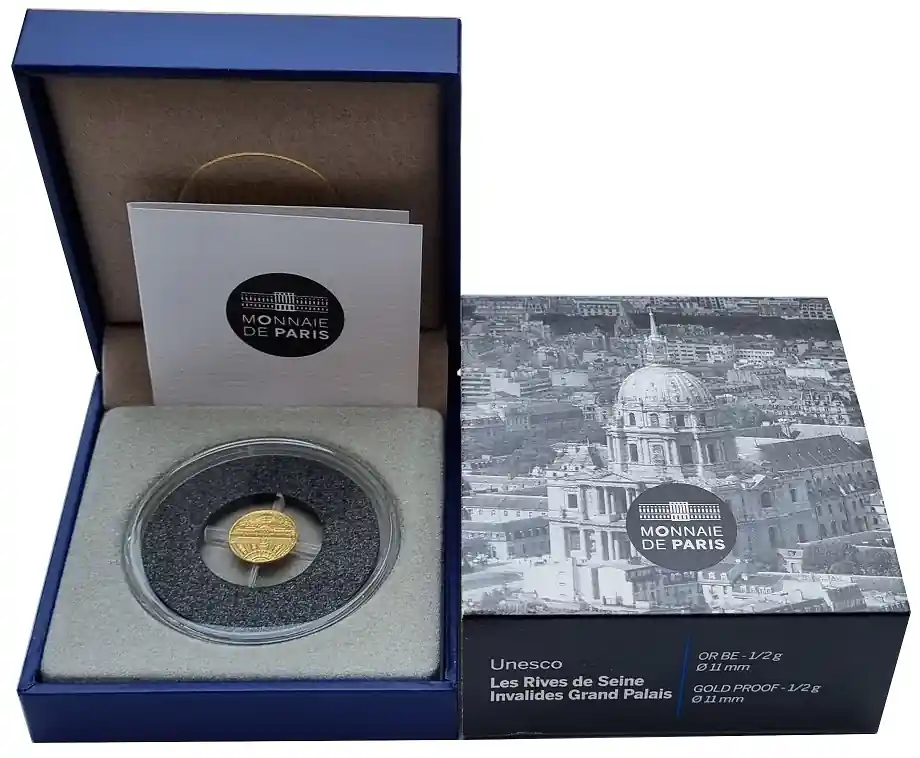 MONNAIE
DE PARIS
MONNAIE
DE PARIS
Unesco
Les Rives de Seine
Invalides Grand Palais
OR BE - 1/2 g
Ø 11 mm
GOLD PROOF - 1/2 g
Ø 11 mm